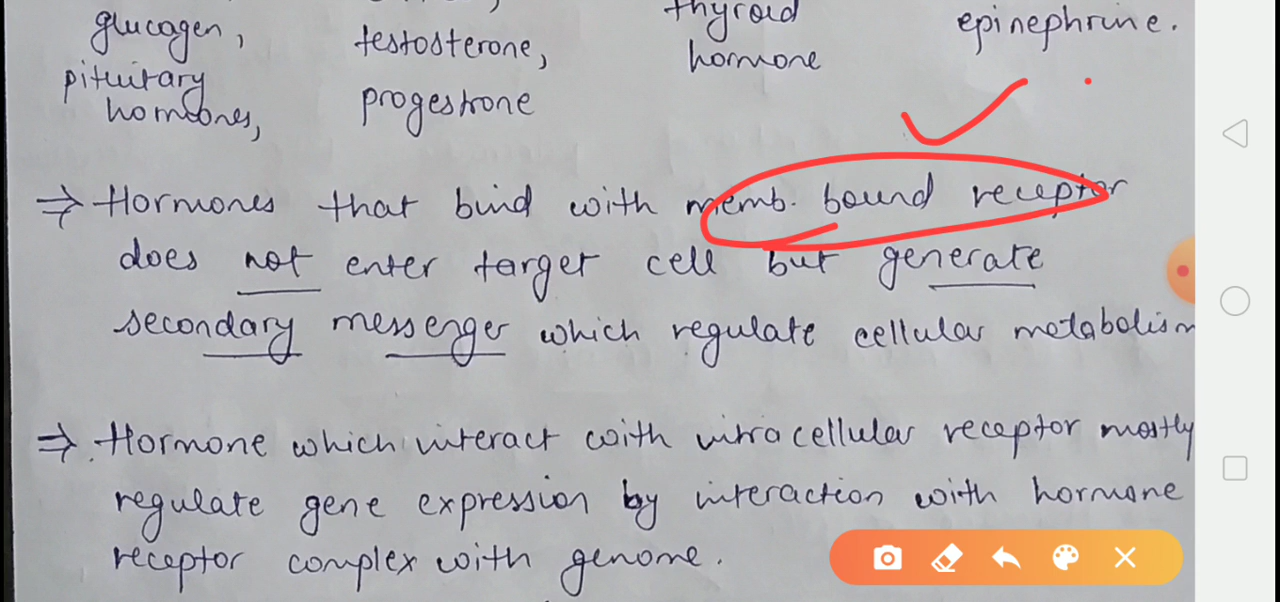 glucagen, testosterone, thyroid epinephrine.
pituitary hormone
hormones, progestrone
⇒ Hormones that bind with memb. bound receptor
does not enter target cell but generate
secondary messenger which regulate cellular metabolism
⇒ Hormone which interact with intracellular receptor mostly
regulate gene expression by interaction with hormone
receptor complex with genome.